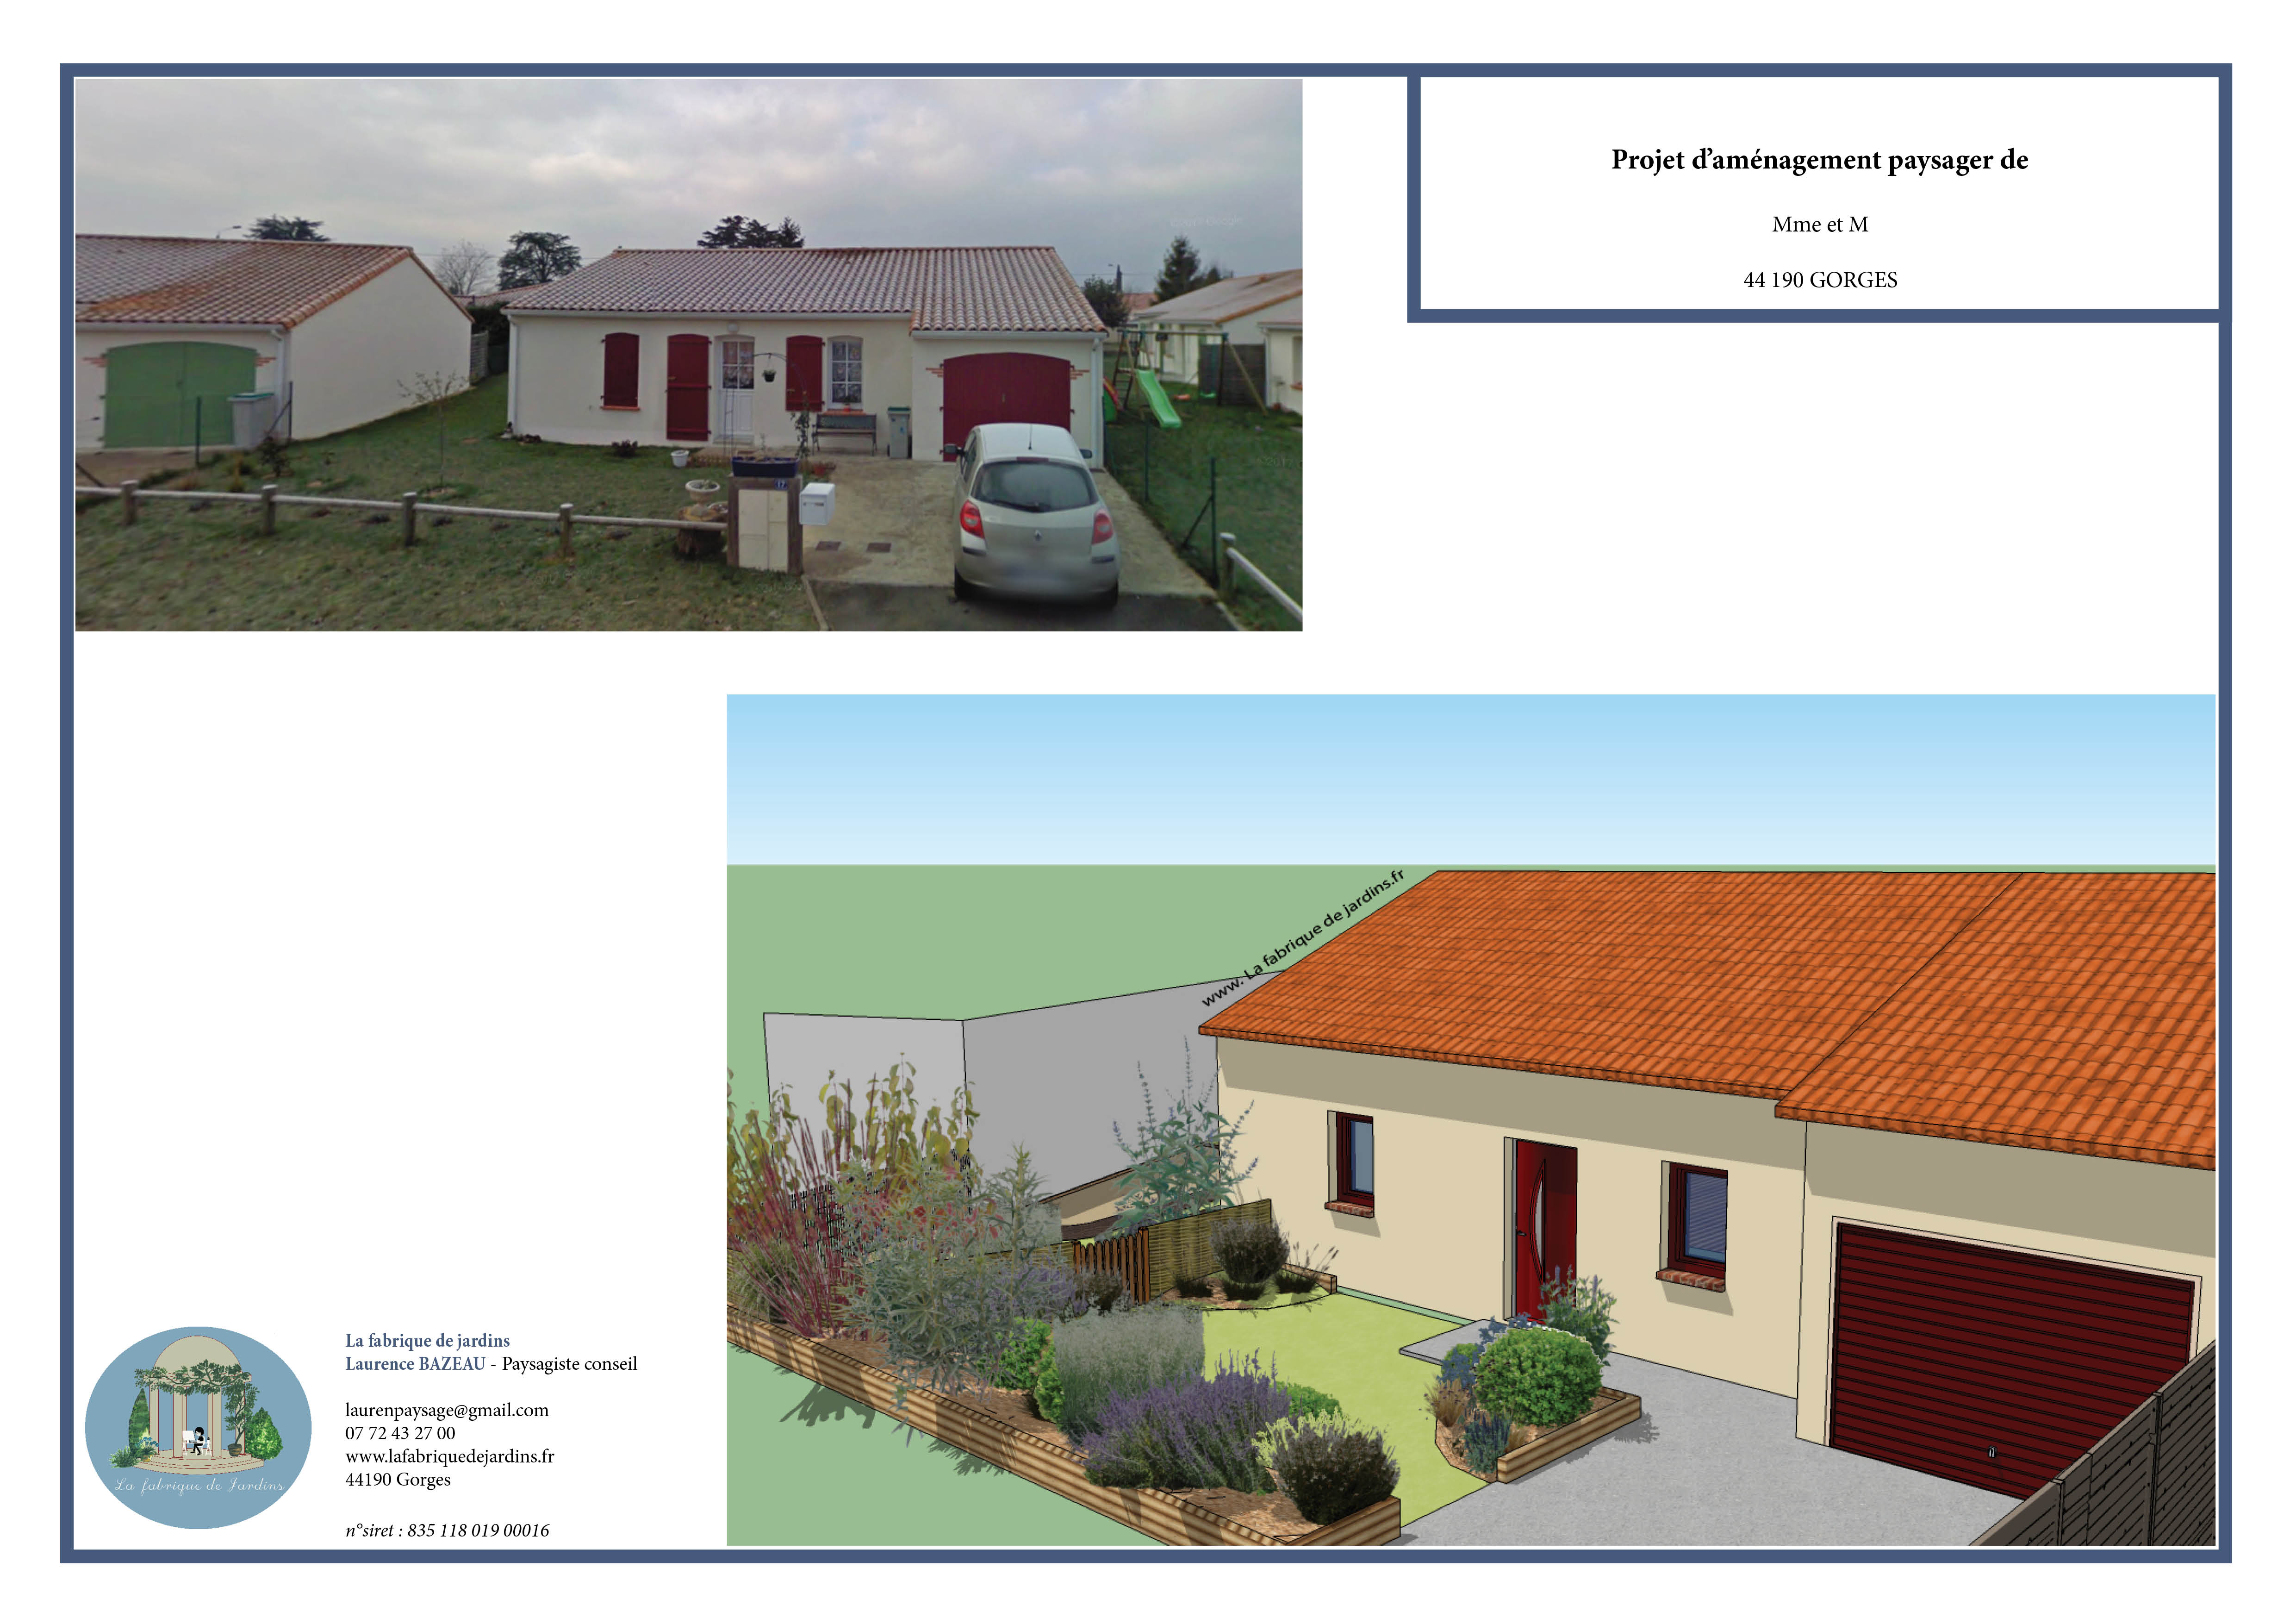 Projet d’aménagement paysager de
Mme et M
44 190 GORGES
17
www. La fabrique de jardins.fr
La fabrique de jardins
Laurence BAZEAU - Paysagiste conseil
laurenpaysage@gmail.com
07 72 43 27 00
www.lafabriquedejardins.fr
44190 Gorges
n°siret : 835 118 019 00016
La fabrique de Jardins